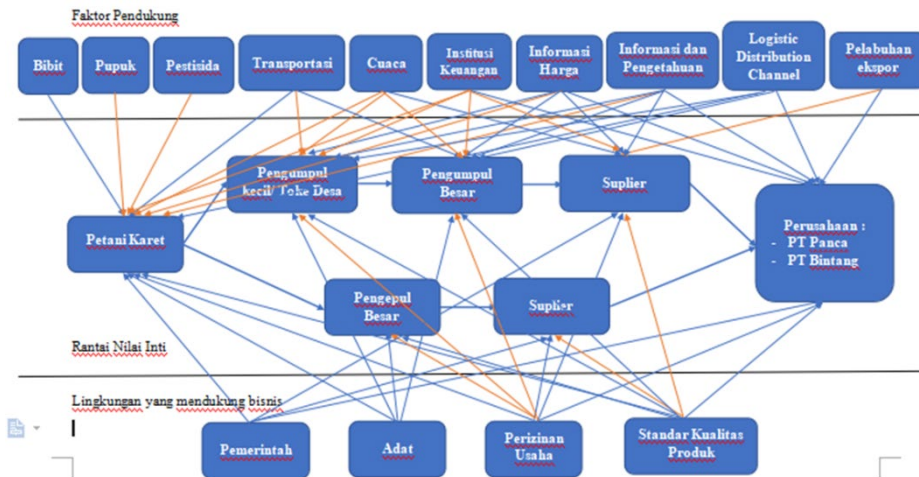 Faktor Pendukung
Bibit
Pupuk
Pestisida
Transportasi
Cuaca
Institusi
Keuangan
Informasi
Harga
Informasi dan
Pengetahuan
Logistic
Distribution
Channel
Pelabuhan
ekspor
Pengumpul
kecil/ Toke Desa
Pengumpul
Besar
Suplier
Petani Karet
Perusahaan :
- PT Panca
- PT Bintang
Pengepul
Besar
Suplier
Rantai Nilai Inti
Lingkungan yang mendukung bisnis
Pemerintah
Adat
Perizinan
Usaha
Standar Kualitas
Produk